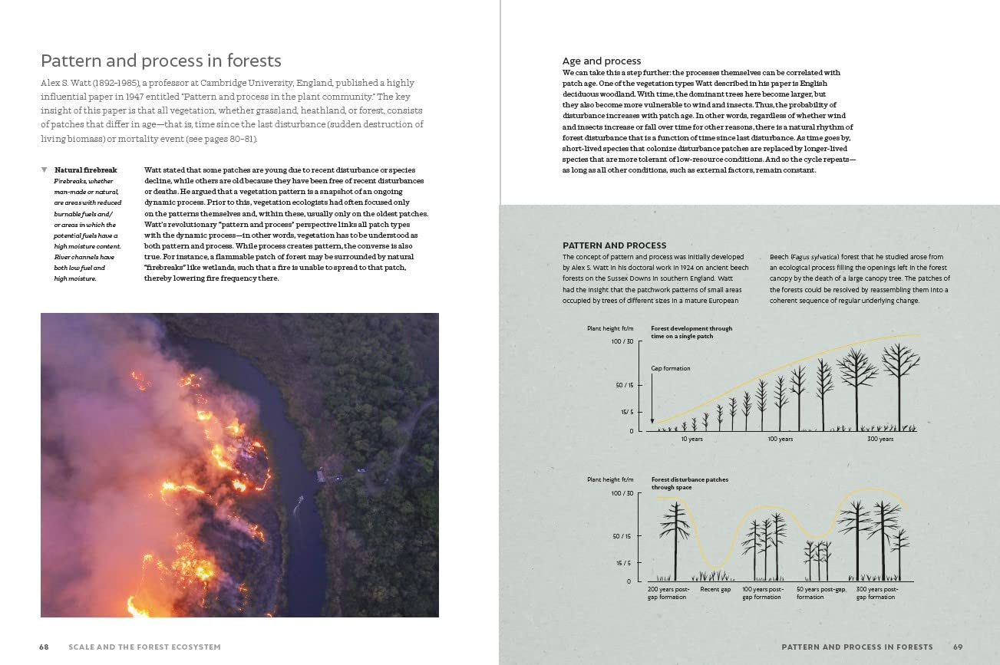 Pattern and process in forests
Alex S. Watt (1892–1985), a professor at Cambridge University, England, published a highly
influential paper in 1947 entitled “Pattern and process in the plant community.” The key
insight of this paper is that all vegetation, whether grassland, heathland, or forest, consists
of patches that differ in age—that is, time since the last disturbance (sudden destruction of
living biomass) or mortality event (see pages 80–81).
▼ Natural firebreak
Firebreaks, whether
man-made or natural,
are areas with reduced
burnable fuels and/
or areas in which the
potential fuels have a
high moisture content.
River channels have
both low fuel and
high moisture.
Watt stated that some patches are young due to recent disturbance or species
decline, while others are old because they have been free of recent disturbances
or deaths. He argued that a vegetation pattern is a snapshot of an ongoing
dynamic process. Prior to this, vegetation ecologists had often focused only
on the patterns themselves and, within these, usually only on the oldest patches.
Watt’s revolutionary “pattern and process” perspective links all patch types
with the dynamic process—in other words, vegetation has to be understood as
both pattern and process. While process creates pattern, the converse is also
true. For instance, a flammable patch of forest may be surrounded by natural
“firebreaks” like wetlands, such that a fire is unable to spread to that patch,
thereby lowering fire frequency there.
68 SCALE AND THE FOREST ECOSYSTEM
Age and process
We can take this a step further: the processes themselves can be correlated with
patch age. One of the vegetation types Watt described in his paper is English
deciduous woodland. With time, the dominant trees here become larger, but
they also become more vulnerable to wind and insects. Thus, the probability of
disturbance increases with patch age. In other words, regardless of whether wind
and insects increase or fall over time for other reasons, there is a natural rhythm of
forest disturbance that is a function of time since last disturbance. As time goes by,
short-lived species that colonize disturbance patches are replaced by longer-lived
species that are more tolerant of low-resource conditions. And so the cycle repeats—
as long as all other conditions, such as external factors, remain constant.
PATTERN AND PROCESS
The concept of pattern and process was initially developed
by Alex S. Watt in his doctoral work in 1924 on ancient beech
forests on the Sussex Downs in southern England. Watt
had the insight that the patchwork patterns of small areas
occupied by trees of different sizes in a mature European
Beech (Fagus sylvatica) forest that he studied arose from
an ecological process filling the openings left in the forest
canopy by the death of a large canopy tree. The patches of
the forests could be resolved by reassembling them into a
coherent sequence of regular underlying change.
Plant height ft/m
Forest development through
time on a single patch
100 / 30
Gap formation
50 / 15
15/ 5
0
10 years 100 years 300 years
Plant height ft/m
Forest disturbance patches
through space
100 / 30
50 / 15
15 / 5
0
200 years post-
gap formation
Recent gap
100 years post-
gap formation
50 years post-gap,
formation
300 years post-
gap formation
PATTERN AND PROCESS IN FORESTS 69